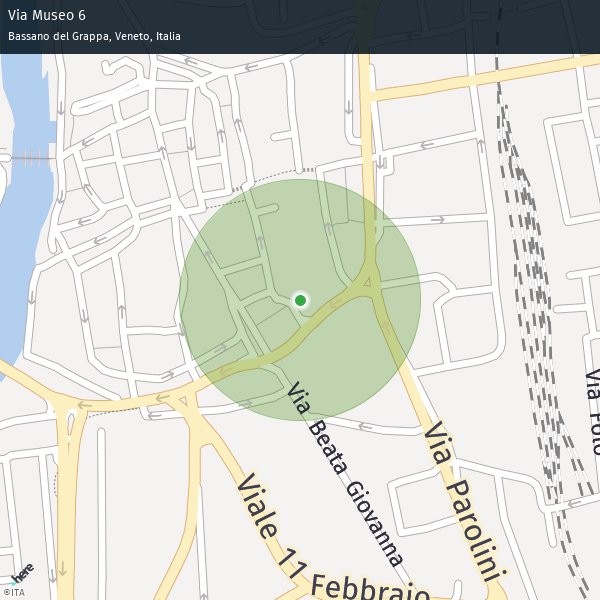 Via Museo 6
Bassano del Grappa, Veneto, Italia
Via Beata Giovanna
Via Parolini
Viale 11 Febbraio
Via Foto
here
©ITA